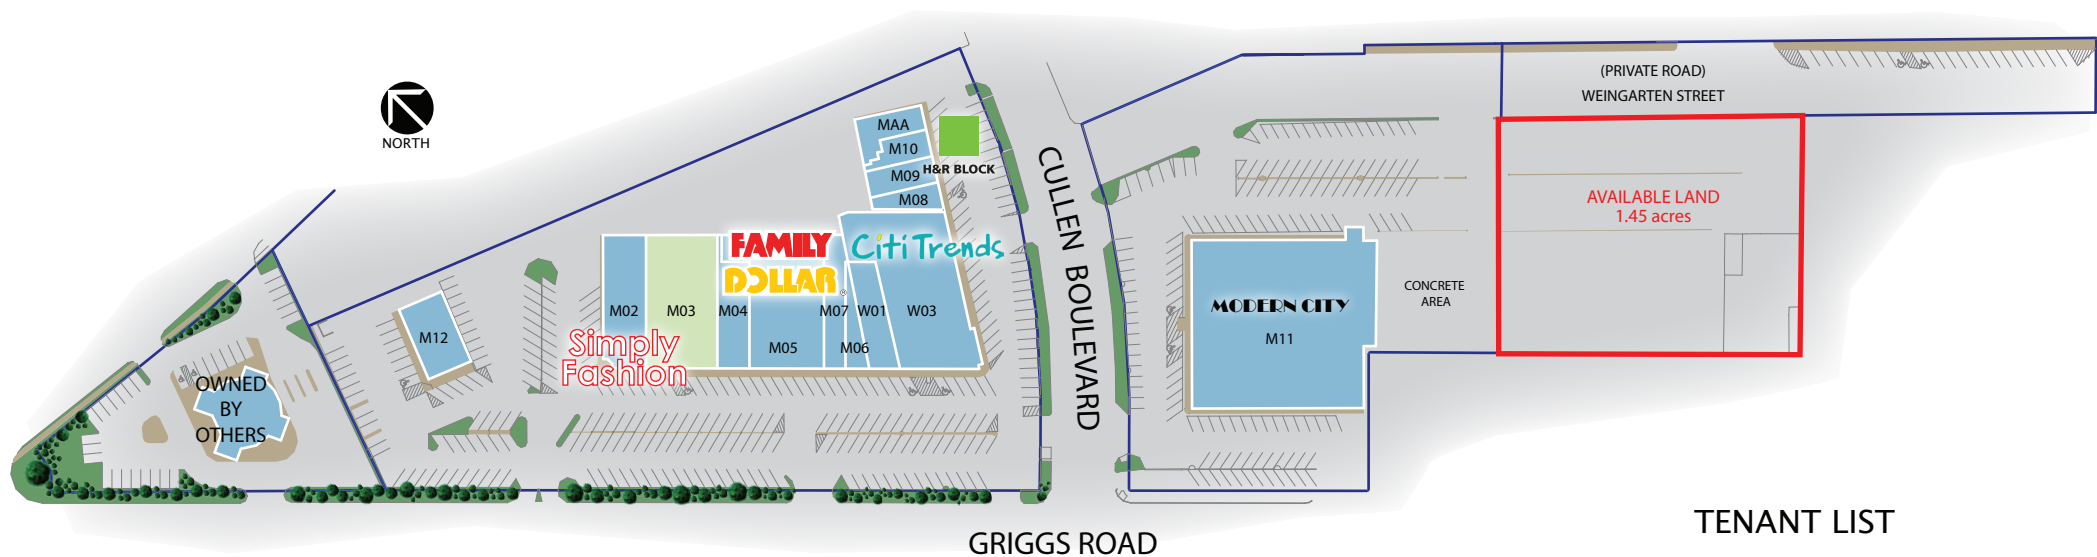 (PRIVATE ROAD)
WEINGARTEN STREET
NORTH
MAA
M10
M09
M08
H&R BLOCK
CULLEN BOULEVARD
AVAILABLE LAND
1.45 acres
FAMILY
DOLLAR®
CitiTrends
M02
M03
M04
M05
M07
M06
W01
W03
Simply
Fashion
M12
MODERN CITY
M11
CONCRETE
AREA
OWNED
BY
OTHERS
GRIGGS ROAD
TENANT LIST